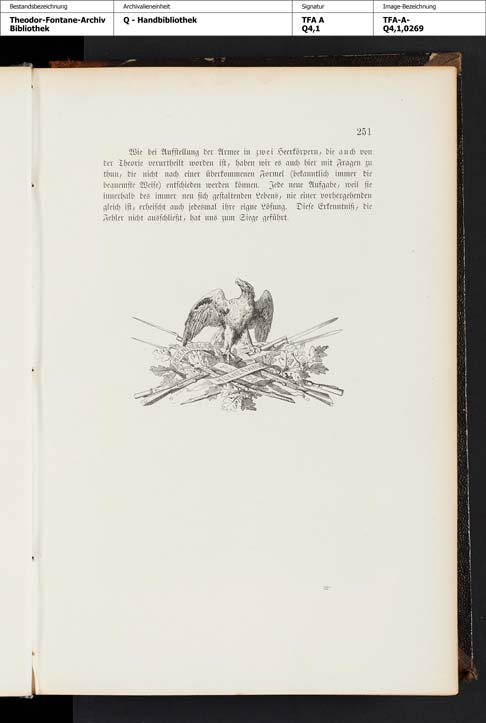 Bestandsbezeichnung
Archivalieneinheit
Signatur
Image-Bezeichnung
Theodor-Fontane-Archiv
Bibliothek
Q - Handbibliothek
TFA A
Q4,1
TFA-A-
Q4,1,0269
251
Wie bei Aufstellung der Armee in zwei Heerkörpern, die auch von
der Theorie verurtheilt worden ist, haben wir es auch hier mit Fragen zu
thun, die nicht nach einer überkommenen Formel (bekanntlich immer die
bequemste Weise) entschieden werden können. Jede neue Aufgabe, weil sie
innerhalb des immer neu sich gestaltenden Lebens, nie einer vorhergehenden
gleich ist, erheischt auch jedesmal ihre eigne Lösung. Diese Erkenntniß, die
Fehler nicht ausschließt, hat uns zum Siege geführt.